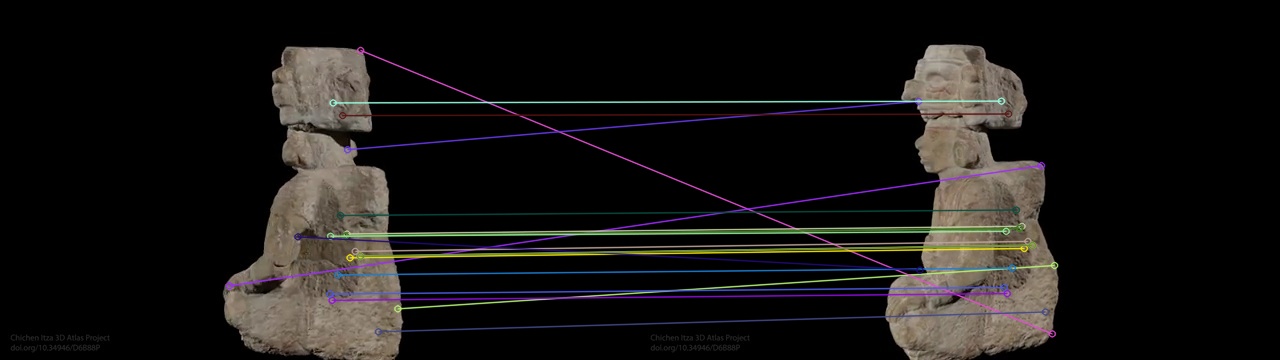 Chichen Itza 3D Atlas Project
doi.org/10.34946/D6B88P
Chichen Itza 3D Atlas Project
doi.org/10.34946/D6B88P